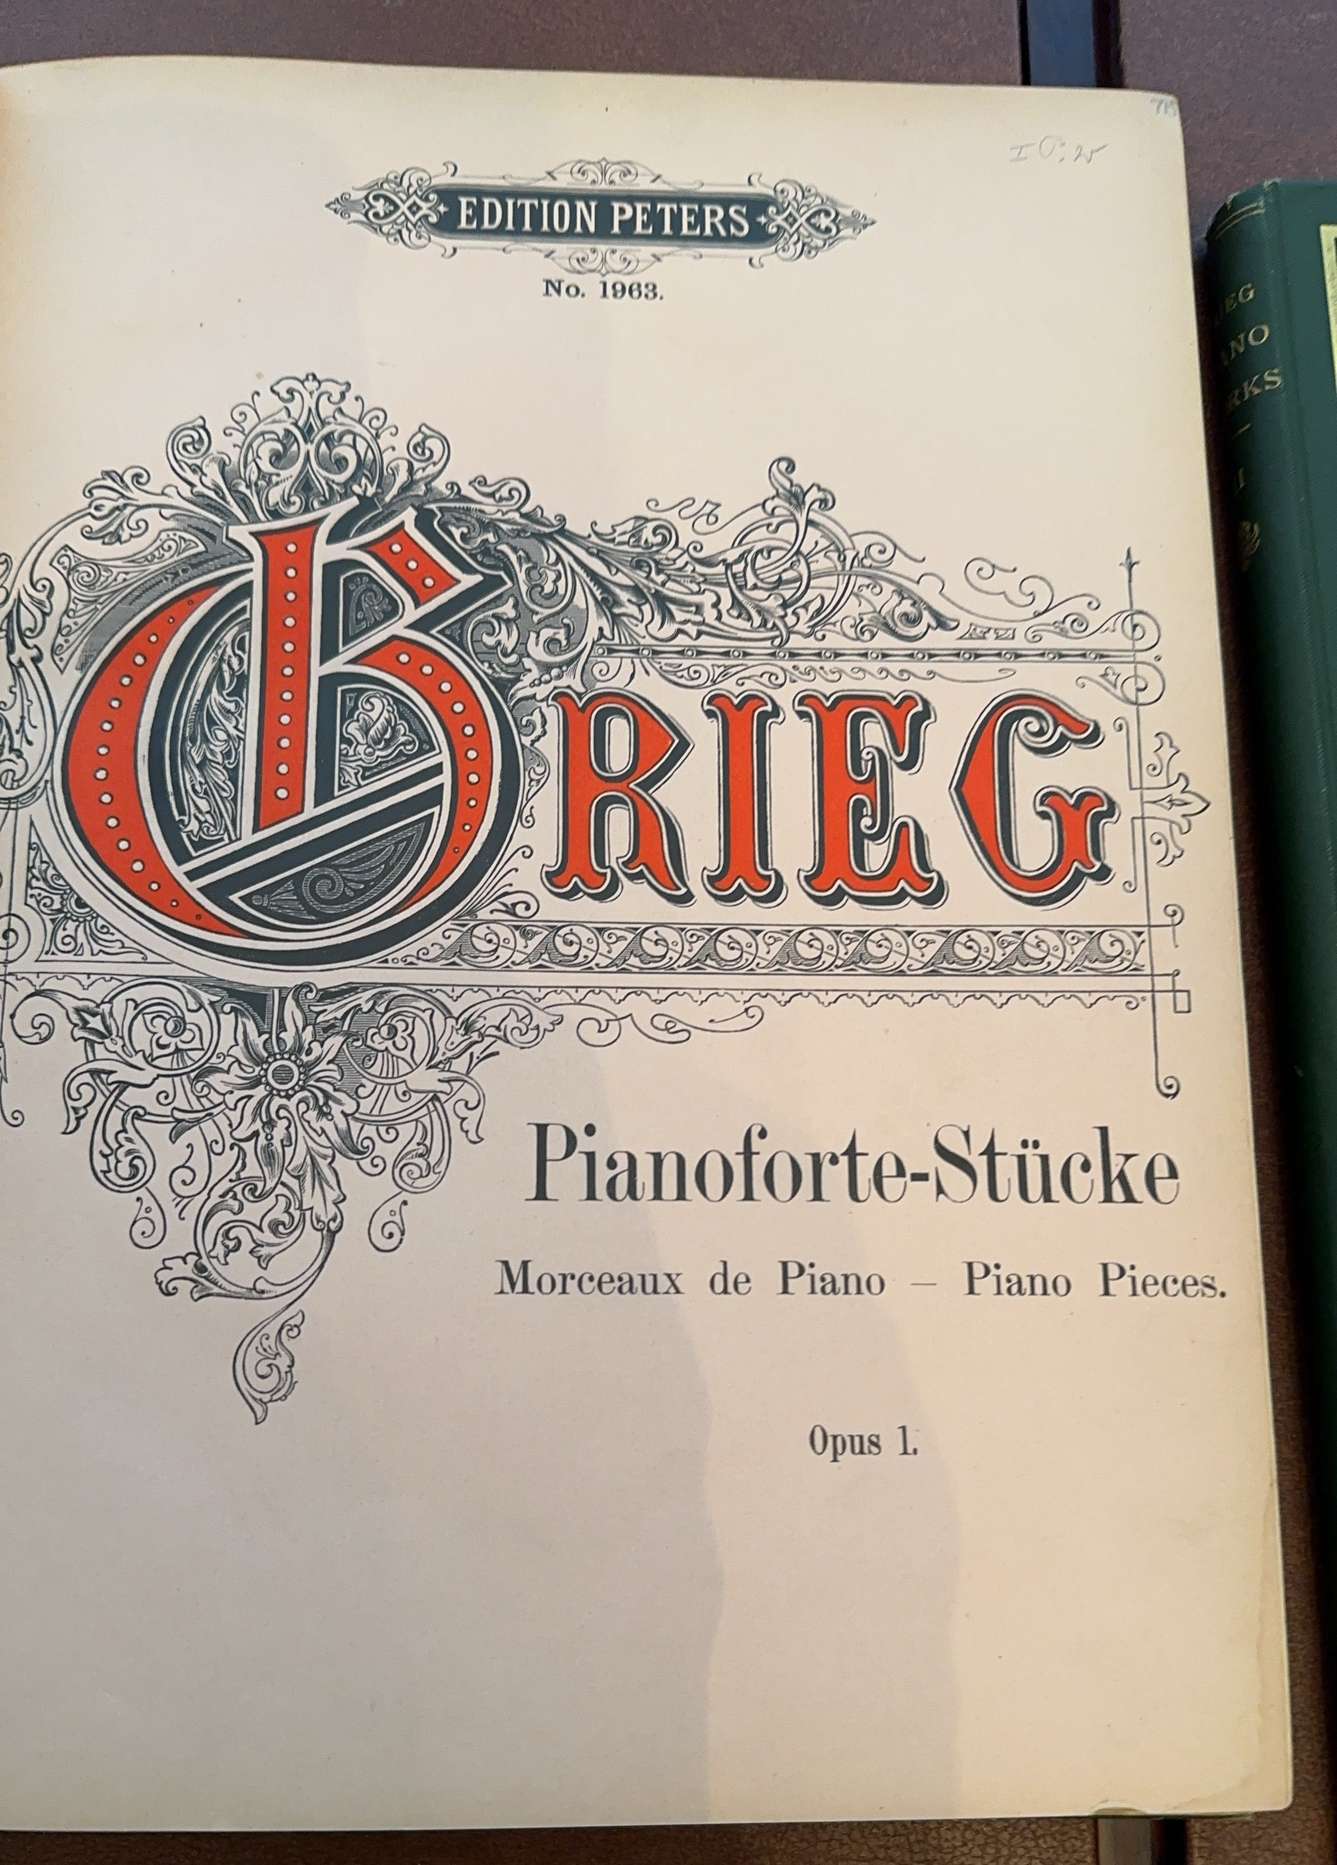 EDITION PETERS
No. 1963.
GRIEG
Pianoforte-Stücke
Morceaux de Piano – Piano Pieces.
Opus 1.